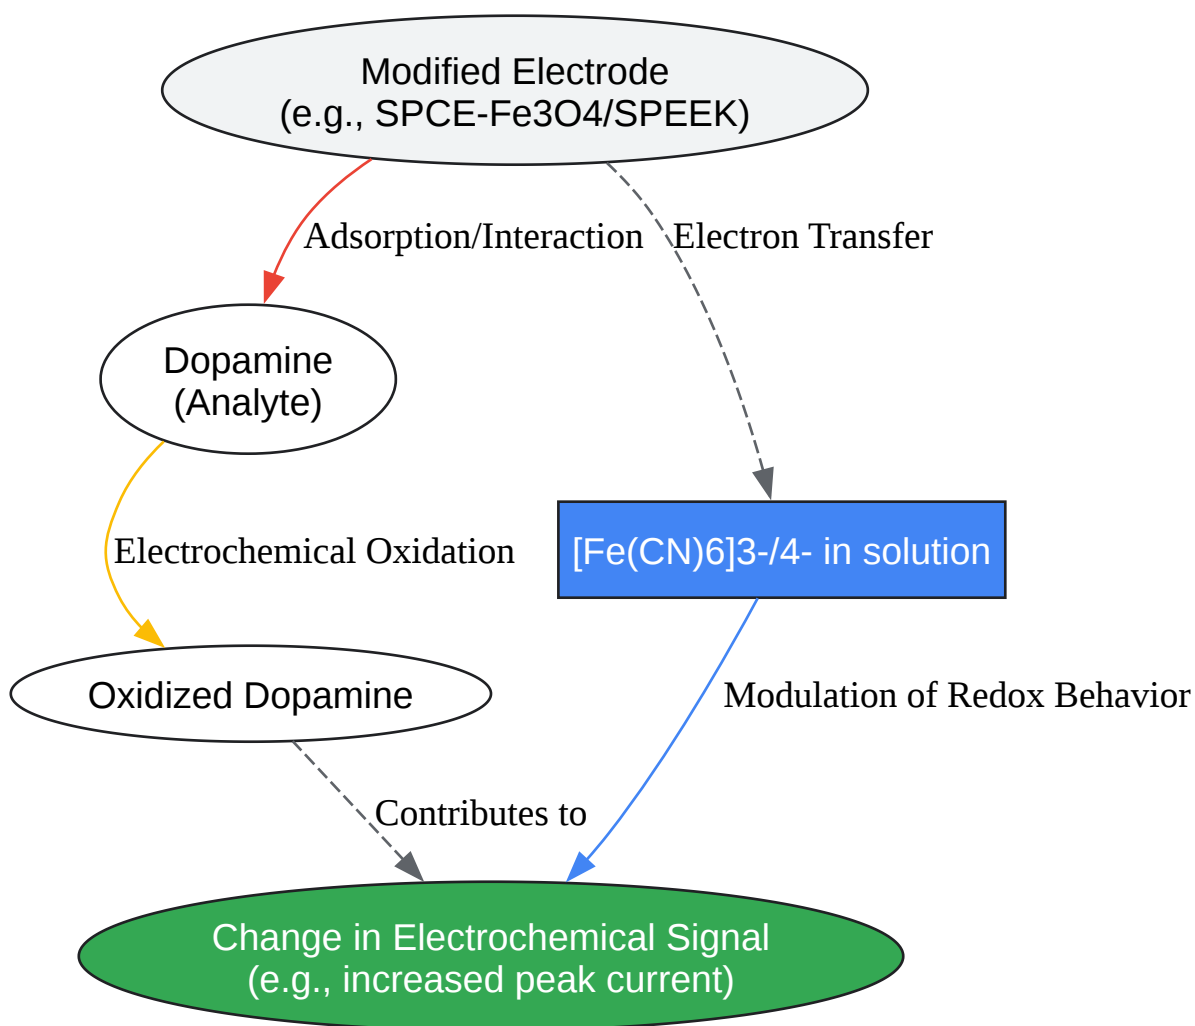 Modified Electrode
(e.g., SPCE-Fe3O4/SPEEK)
Adsorption/Interaction
Electron Transfer
Dopamine
(Analyte)
Electrochemical Oxidation
[Fe(CN)6]3-/4- in solution
Oxidized Dopamine
Modulation of Redox Behavior
Contributes to
Change in Electrochemical Signal
(e.g., increased peak current)